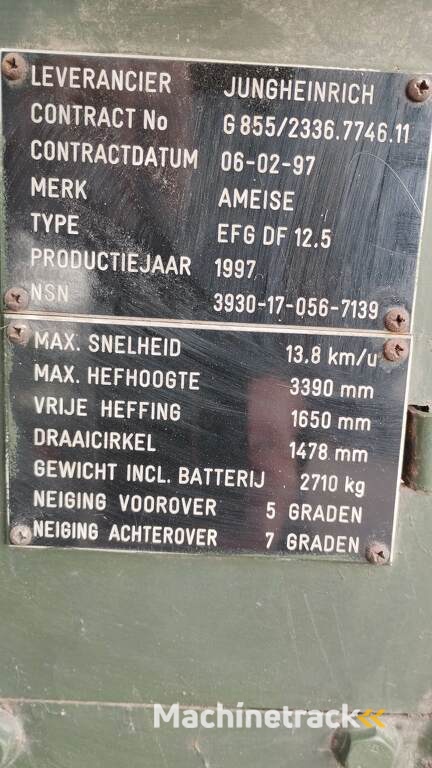 LEVERANCIER JUNGHEINRICH
CONTRACT No G 855/2336.7746.11
CONTRACTDATUM 06-02-97
MERK AMEISE
TYPE EFG DF 12.5
PRODUCTIEJAAR 1997
NSN 3930-17-056-7139
MAX. SNELHEID 13.8 km/u
MAX. HEFHOOGTE 3390 mm
VRIJE HEFFING 1650 mm
DRAAICIRKEL 1478 mm
GEWICHT INCL. BATTERIJ 2710 kg
NEIGING VOOROVER 5 GRADEN
NEIGING ACHTEROVER 7 GRADEN
Machinetrack